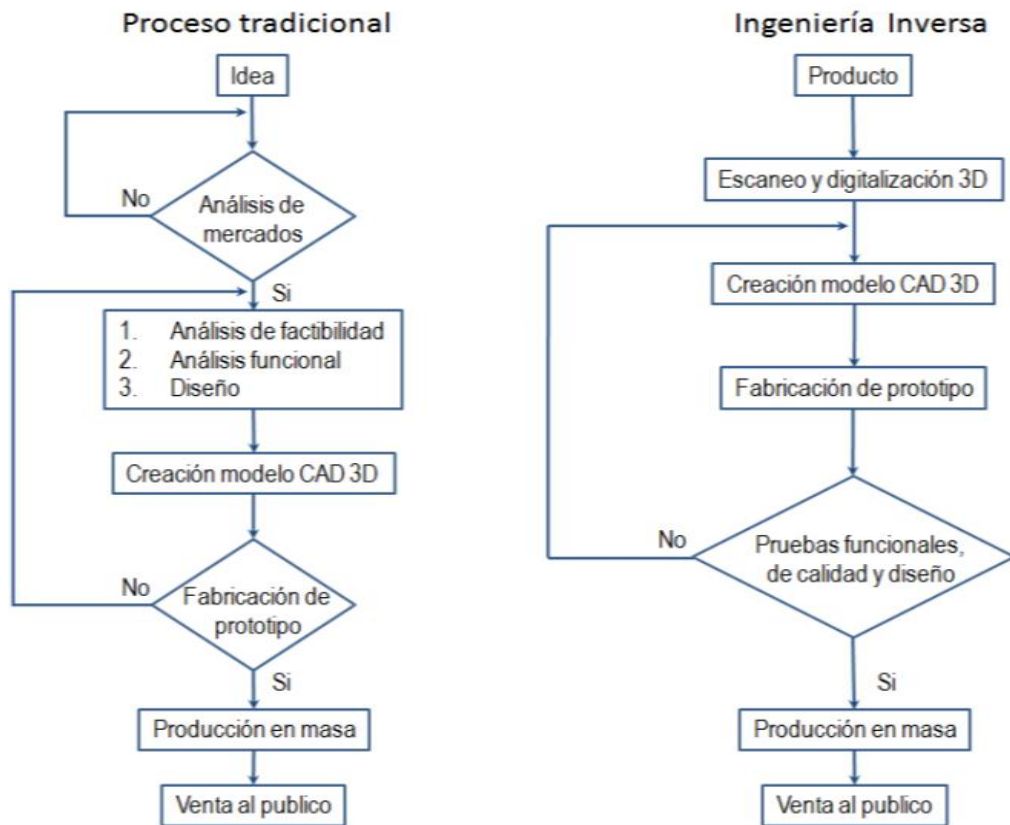 Proceso tradicional
Idea
No
Análisis de
mercados
Si
1. Análisis de factibilidad
2. Análisis funcional
3. Diseño
Creación modelo CAD 3D
No
Fabricación de
prototipo
Si
Producción en masa
Venta al publico
Ingeniería Inversa
Producto
Escaneo y digitalización 3D
Creación modelo CAD 3D
Fabricación de prototipo
No
Pruebas funcionales,
de calidad y diseño
Si
Producción en masa
Venta al publico